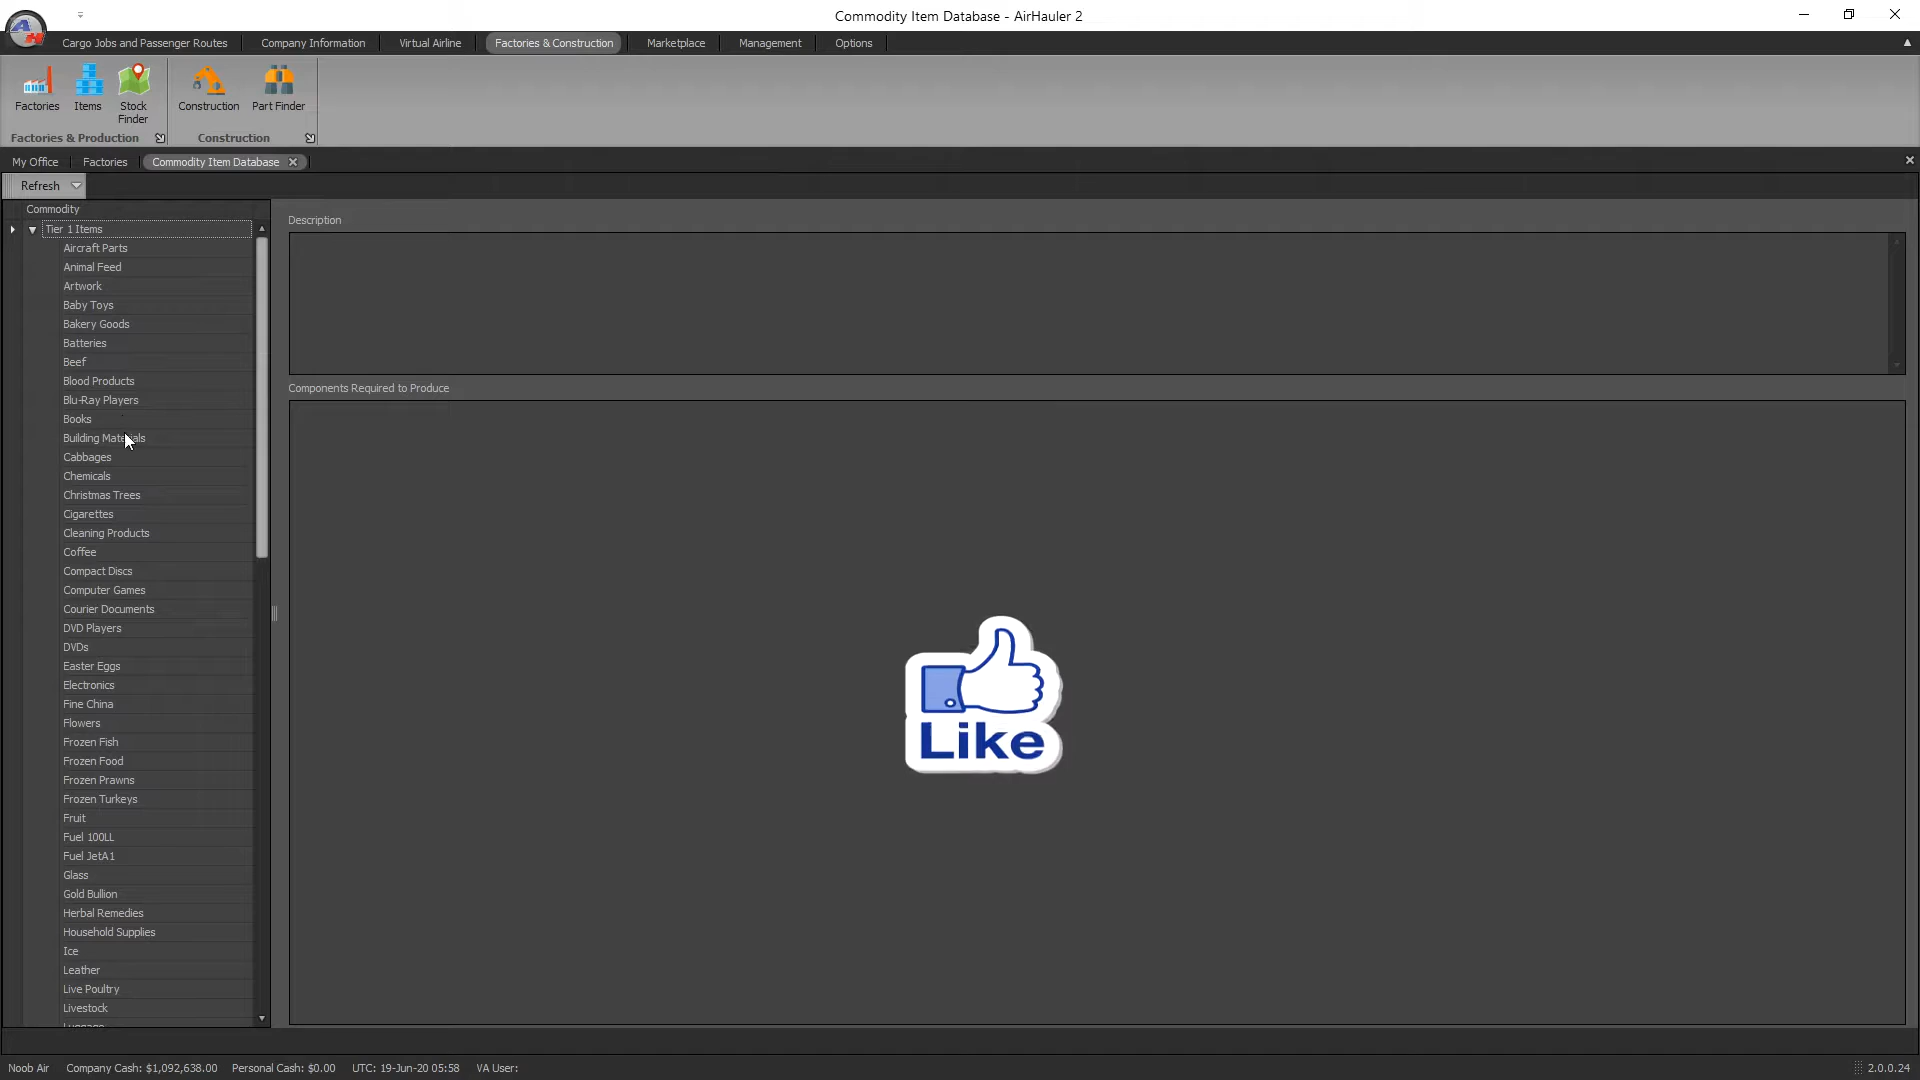 Commodity Item Database - AirHauler 2
Cargo Jobs and Passenger Routes
Company Information
Virtual Airline
Factories & Construction
Marketplace
Management
Options
Factories
Items
Stock Finder
Construction
Part Finder
Factories & Production
Construction
My Office
Factories
Commodity Item Database
Refresh
Commodity
Tier 1 Items
Aircraft Parts
Animal Feed
Artwork
Baby Toys
Bakery Goods
Batteries
Beef
Blood Products
Blu-Ray Players
Books
Building Materials
Cabbages
Chemicals
Christmas Trees
Cigarettes
Cleaning Products
Coffee
Compact Discs
Computer Games
Courier Documents
DVD Players
DVDs
Easter Eggs
Electronics
Fine China
Flowers
Frozen Fish
Frozen Food
Frozen Prawns
Frozen Turkeys
Fruit
Fuel 100LL
Fuel JetA1
Glass
Gold Bullion
Herbal Remedies
Household Supplies
Ice
Leather
Live Poultry
Livestock
Luggage
Description
Components Required to Produce
Like
Noob Air
Company Cash: $1,092,638.00
Personal Cash: $0.00
UTC: 19-Jun-20 05:58
VA User:
2.0.0.24